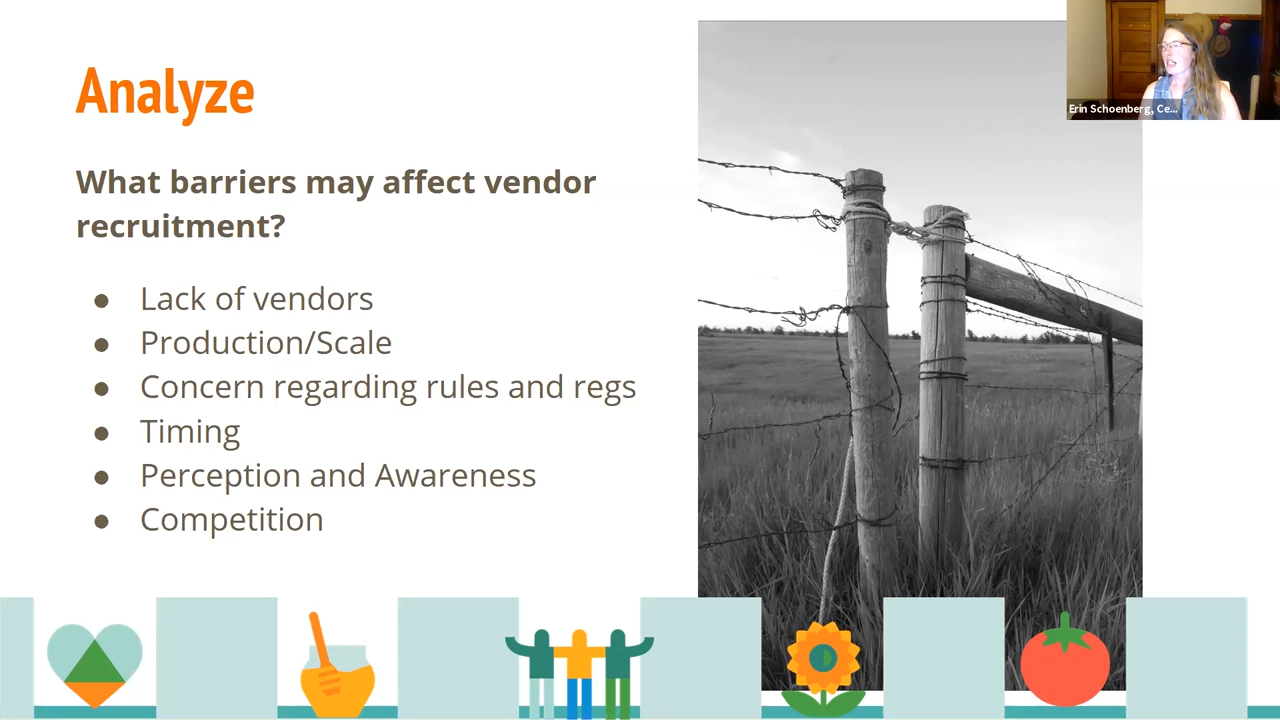 Analyze
Erin Schoenberg, Ce...
What barriers may affect vendor
recruitment?
● Lack of vendors
● Production/Scale
● Concern regarding rules and regs
● Timing
● Perception and Awareness
● Competition